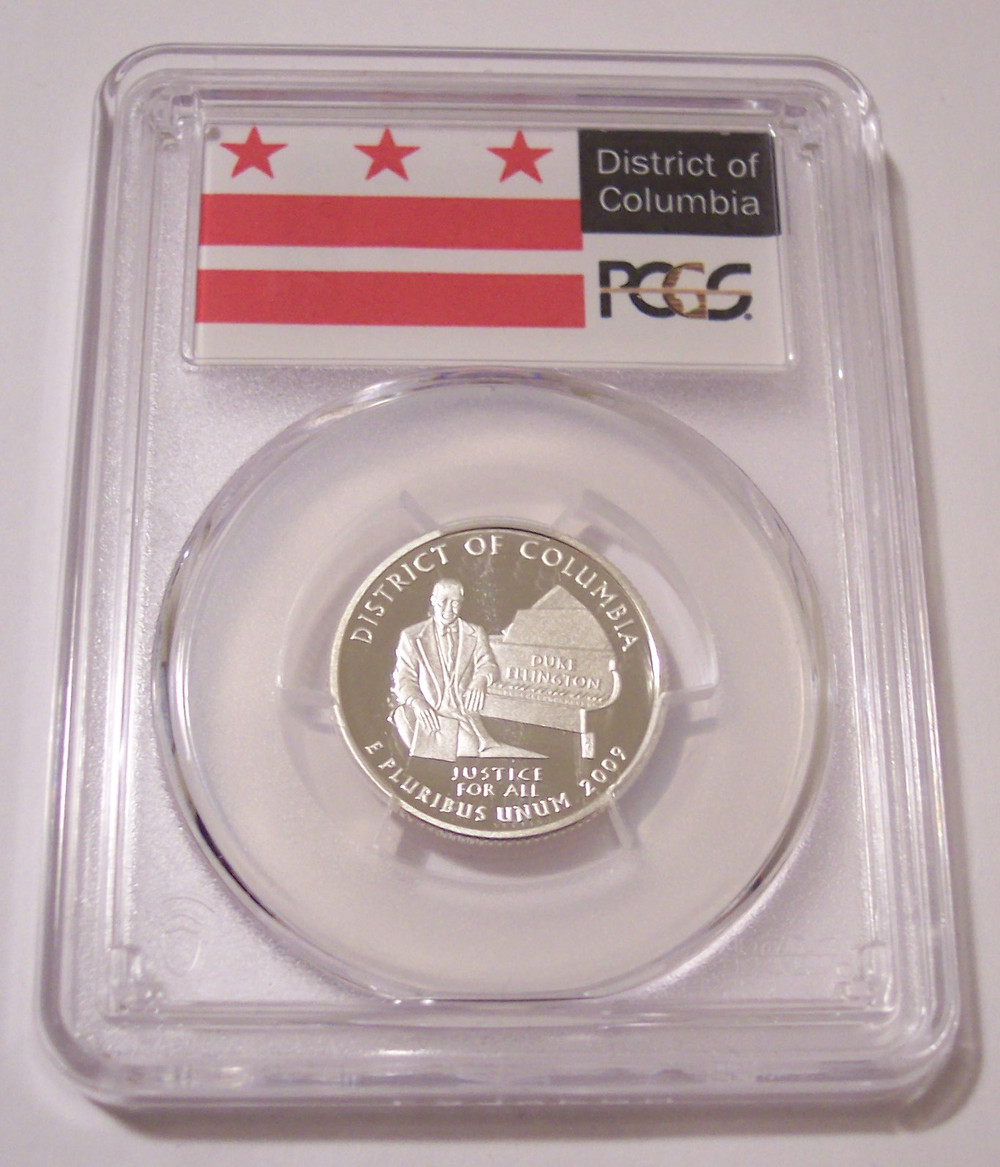 District of
Columbia
PCGS
DISTRICT OF COLUMBIA
DUKE
ELLINGTON
JUSTICE
FOR ALL
E PLURIBUS UNUM 2009